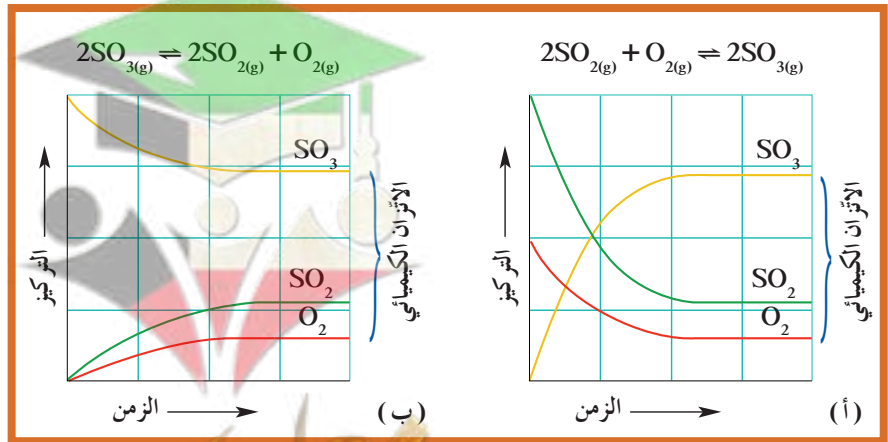 2SO₂(g) + O₂(g) ⇌ 2SO₃(g)
التركيز
SO₃
SO₂
O₂
الاتزان الكيميائي
الزمن
(أ)
2SO₃(g) ⇌ 2SO₂(g) + O₂(g)
التركيز
SO₃
SO₂
O₂
الاتزان الكيميائي
الزمن
(ب)